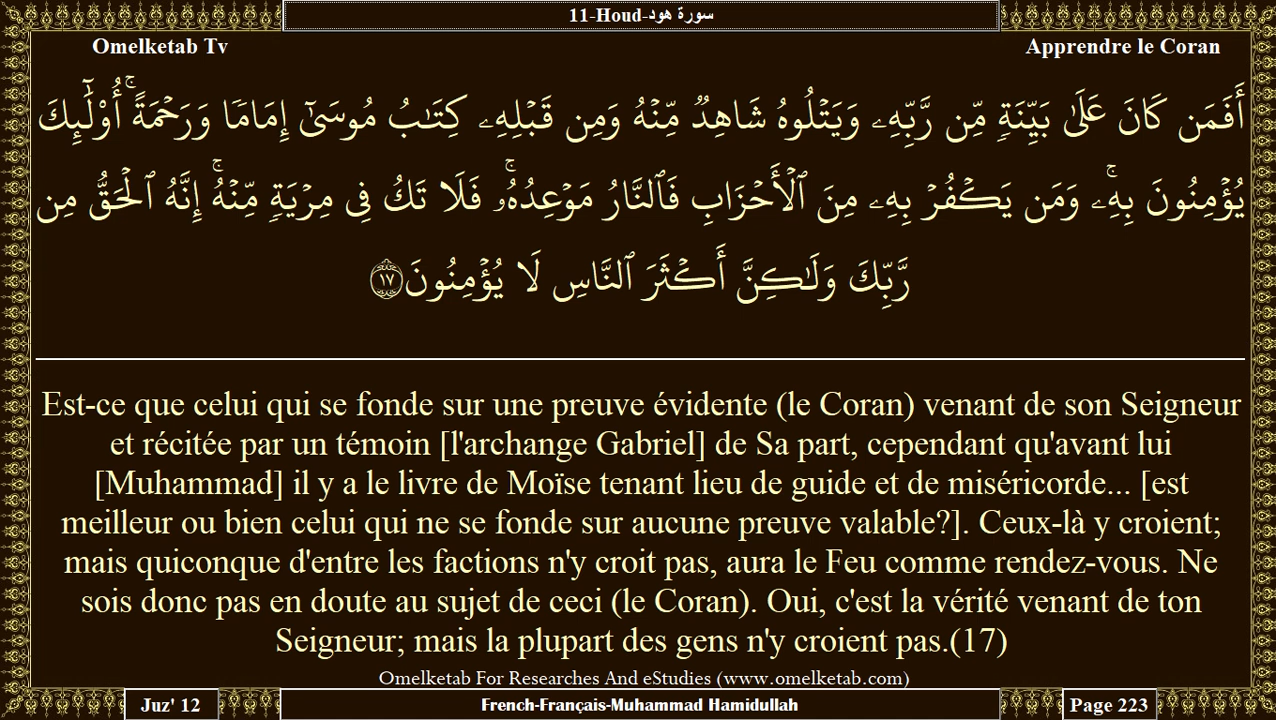 11-Houd-سورة هود
Omelketab Tv
Apprendre le Coran
أَفَمَن كَانَ عَلَىٰ بَيِّنَةٍ مِّن رَّبِّهِۦ وَيَتْلُوهُ شَاهِدٌ مِّنْهُ وَمِن قَبْلِهِۦ كِتَٰبُ مُوسَىٰٓ إِمَامًا وَرَحْمَةً ۚ أُو۟لَٰٓئِكَ
يُؤْمِنُونَ بِهِۦ ۚ وَمَن يَكْفُرْ بِهِۦ مِنَ ٱلْأَحْزَابِ فَٱلنَّارُ مَوْعِدُهُۥ ۚ فَلَا تَكُ فِى مِرْيَةٍ مِّنْهُ ۚ إِنَّهُ ٱلْحَقُّ مِن
رَّبِّكَ وَلَٰكِنَّ أَكْثَرَ ٱلنَّاسِ لَا يُؤْمِنُونَ ١٧
Est-ce que celui qui se fonde sur une preuve évidente (le Coran) venant de son Seigneur
et récitée par un témoin [l'archange Gabriel] de Sa part, cependant qu'avant lui
[Muhammad] il y a le livre de Moïse tenant lieu de guide et de miséricorde... [est
meilleur ou bien celui qui ne se fonde sur aucune preuve valable?]. Ceux-là y croient;
mais quiconque d'entre les factions n'y croit pas, aura le Feu comme rendez-vous. Ne
sois donc pas en doute au sujet de ceci (le Coran). Oui, c'est la vérité venant de ton
Seigneur; mais la plupart des gens n'y croient pas.(17)
Omelketab For Researches And eStudies (www.omelketab.com)
Juz' 12
French-Français-Muhammad Hamidullah
Page 223